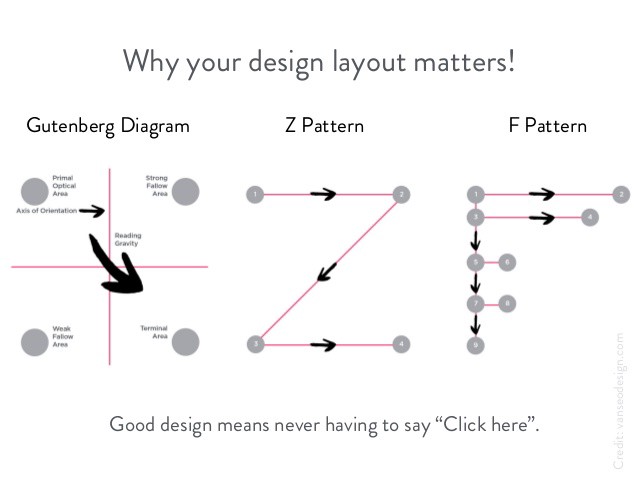 Why your design layout matters!
Gutenberg Diagram
Primal
Optical
Area
Strong
Fallow
Area
Axis of Orientation
Reading
Gravity
Weak
Fallow
Area
Terminal
Area
Z Pattern
1
2
3
4
F Pattern
1
2
3
4
5
6
7
8
9
Good design means never having to say “Click here”.
Credit: vanseodesign.com